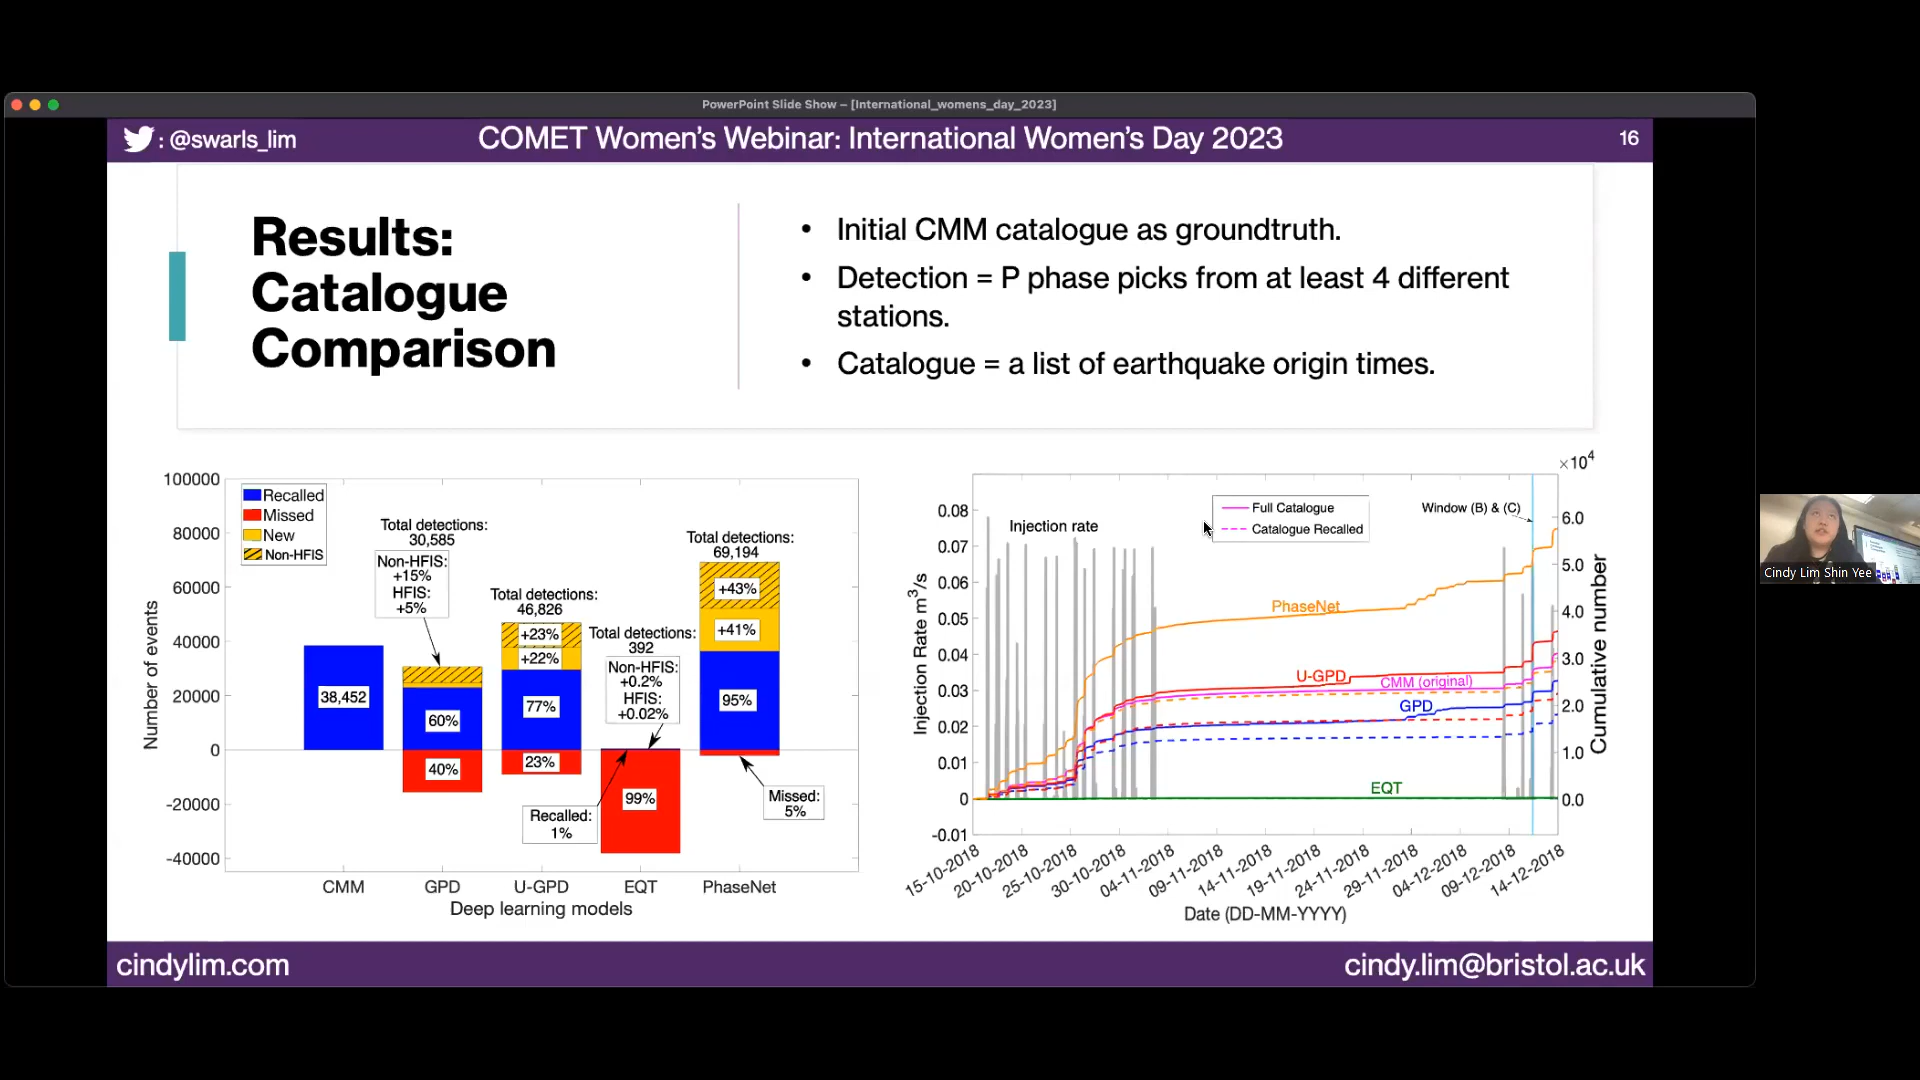 PowerPoint Slide Show – [International_womens_day_2023]
: @swarls_lim
COMET Women's Webinar: International Women's Day 2023
16
Results:
Catalogue
Comparison
• Initial CMM catalogue as groundtruth.
• Detection = P phase picks from at least 4 different
stations.
• Catalogue = a list of earthquake origin times.
100000
80000
60000
40000
20000
0
-20000
-40000
Number of events
Recalled
Missed
New
Non-HFIS
38,452
Total detections:
30,585
Non-HFIS:
+15%
HFIS:
+5%
60%
40%
Total detections:
46,826
+23%
+22%
77%
23%
Total detections:
392
Non-HFIS:
+0.2%
HFIS:
+0.02%
99%
Recalled:
1%
Total detections:
69,194
+43%
+41%
95%
Missed:
5%
CMM
GPD
U-GPD
EQT
PhaseNet
Deep learning models
Injection Rate m³/s
0.08
0.07
0.06
0.05
0.04
0.03
0.02
0.01
0
-0.01
Injection rate
Full Catalogue
Catalogue Recalled
Window (B) & (C)
PhaseNet
U-GPD
CMM (original)
GPD
EQT
×10⁴
6.0
5.0
4.0
3.0
2.0
1.0
0.0
Cumulative number
15-10-2018
20-10-2018
25-10-2018
30-10-2018
04-11-2018
09-11-2018
14-11-2018
19-11-2018
24-11-2018
29-11-2018
04-12-2018
09-12-2018
14-12-2018
Date (DD-MM-YYYY)
Cindy Lim Shin Yee
cindylim.com
cindy.lim@bristol.ac.uk